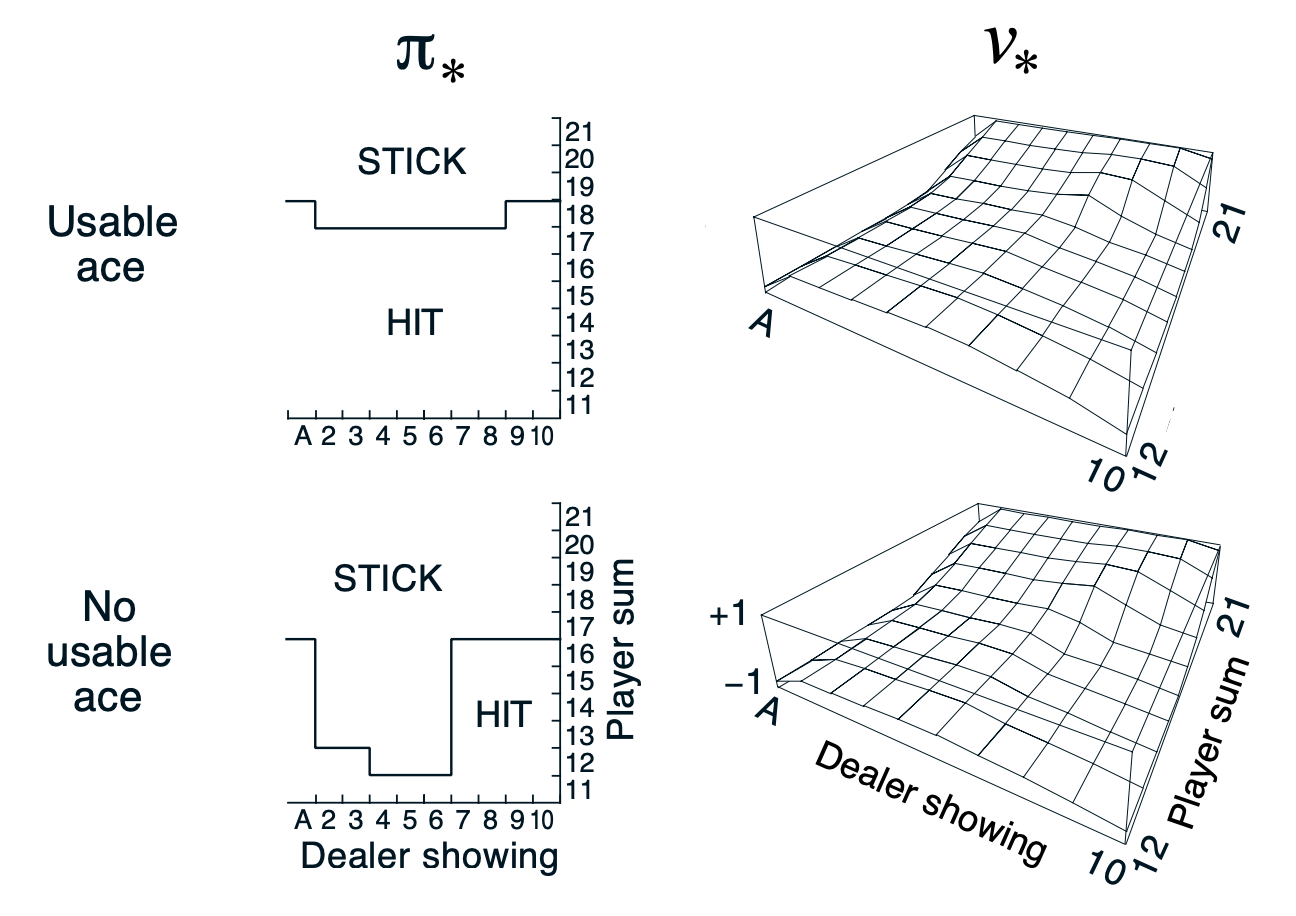 π*
v*
Usable
ace
STICK
HIT
21
20
19
18
17
16
15
14
13
12
11
A 2 3 4 5 6 7 8 9 10
A
21
10
12
No
usable
ace
STICK
HIT
21
20
19
18
17
16
15
14
13
12
11
Player sum
A 2 3 4 5 6 7 8 9 10
Dealer showing
+1
−1
A
Dealer showing
10
12
Player sum
21